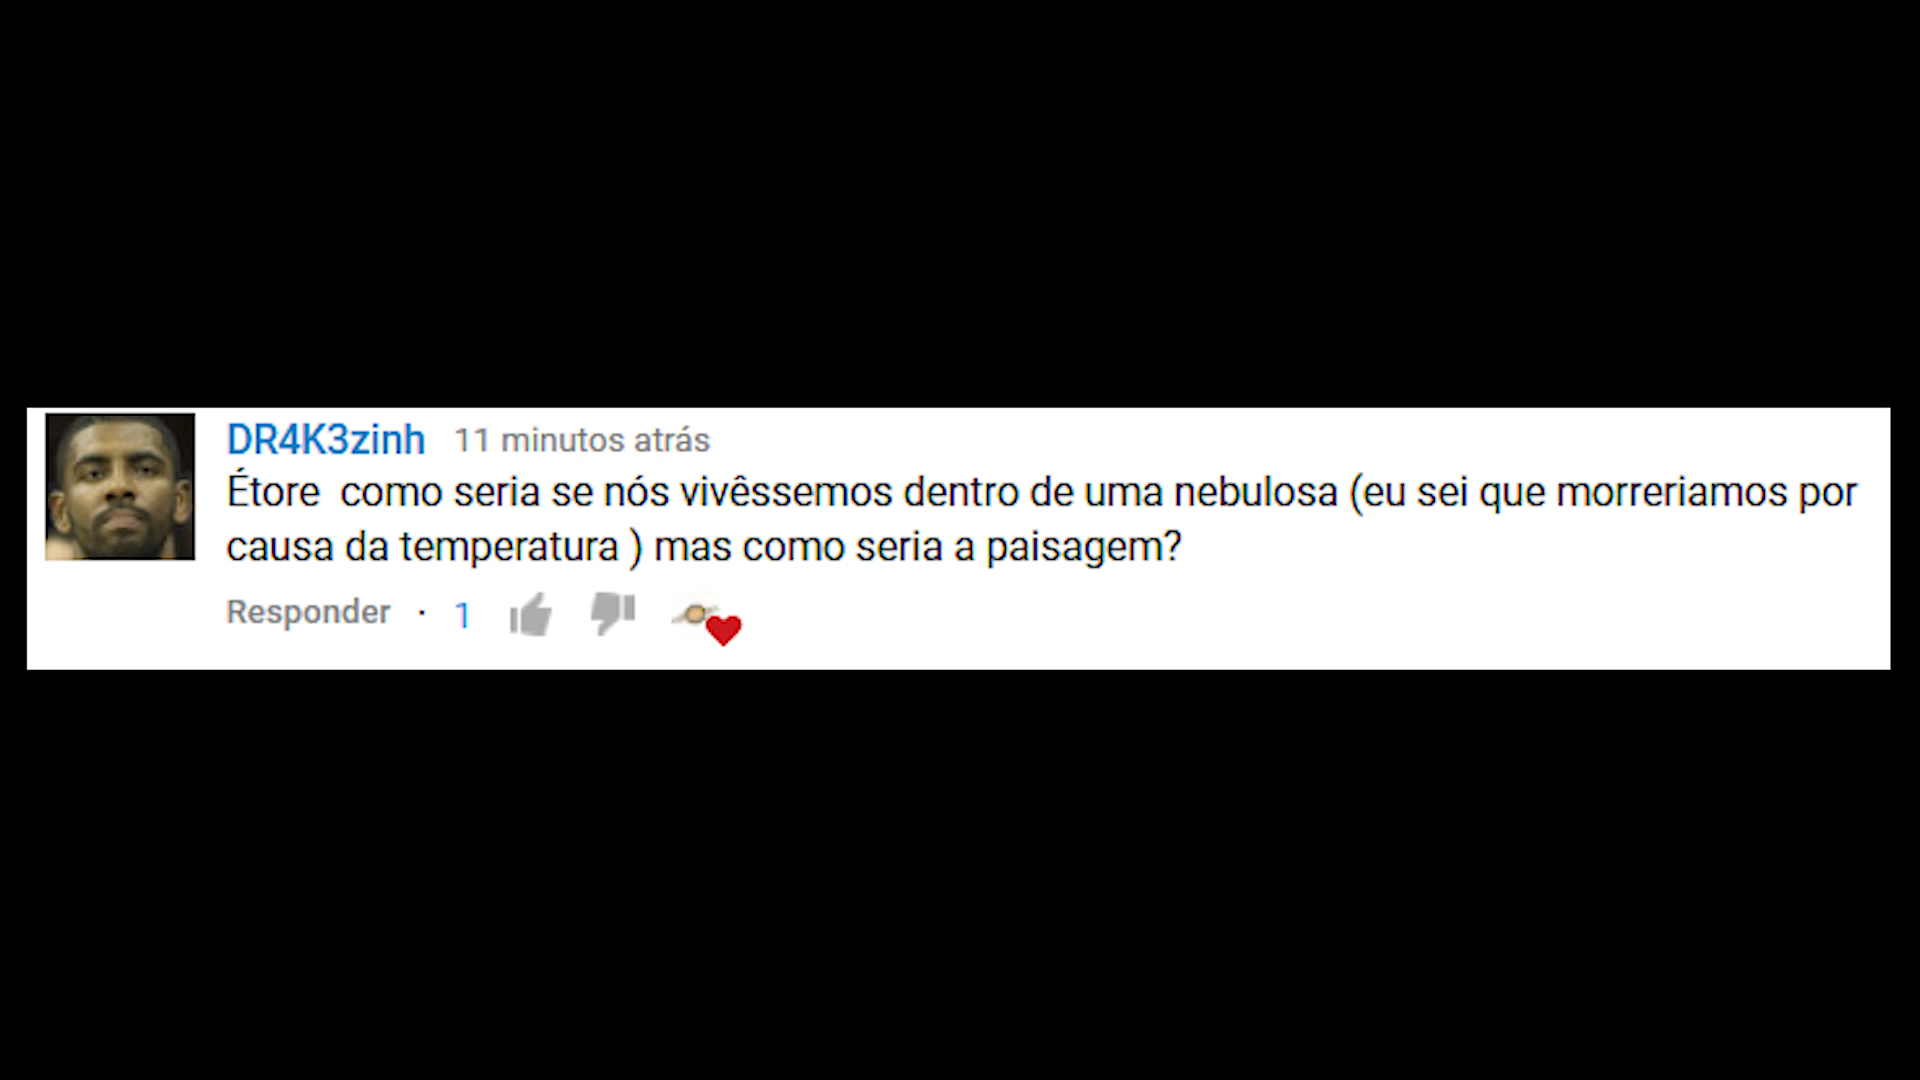 DR4K3zinh 11 minutos atrás
Étore  como seria se nós vivêssemos dentro de uma nebulosa (eu sei que morreriamos por
causa da temperatura ) mas como seria a paisagem?
Responder · 1